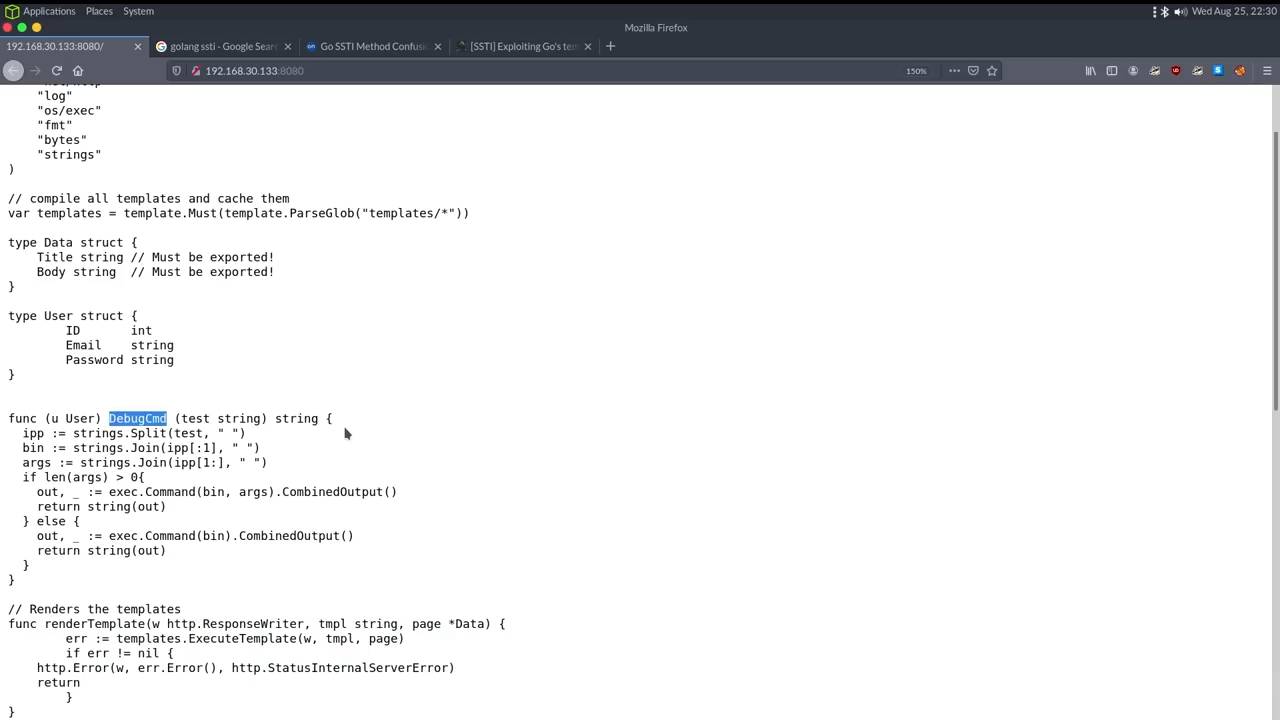 Applications Places System
Wed Aug 25, 22:30
Mozilla Firefox
192.168.30.133:8080/
golang ssti - Google Sear
Go SSTI Method Confusi
[SSTI] Exploiting Go's tem
192.168.30.133:8080
150%
"log"
"os/exec"
"fmt"
"bytes"
"strings"
)
// compile all templates and cache them
var templates = template.Must(template.ParseGlob("templates/*"))
type Data struct {
Title string // Must be exported!
Body string // Must be exported!
}
type User struct {
ID int
Email string
Password string
}
func (u User) DebugCmd (test string) string {
ipp := strings.Split(test, " ")
bin := strings.Join(ipp[:1], " ")
args := strings.Join(ipp[1:], " ")
if len(args) > 0{
out, _ := exec.Command(bin, args).CombinedOutput()
return string(out)
} else {
out, _ := exec.Command(bin).CombinedOutput()
return string(out)
}
}
// Renders the templates
func renderTemplate(w http.ResponseWriter, tmpl string, page *Data) {
err := templates.ExecuteTemplate(w, tmpl, page)
if err != nil {
http.Error(w, err.Error(), http.StatusInternalServerError)
return
}
}